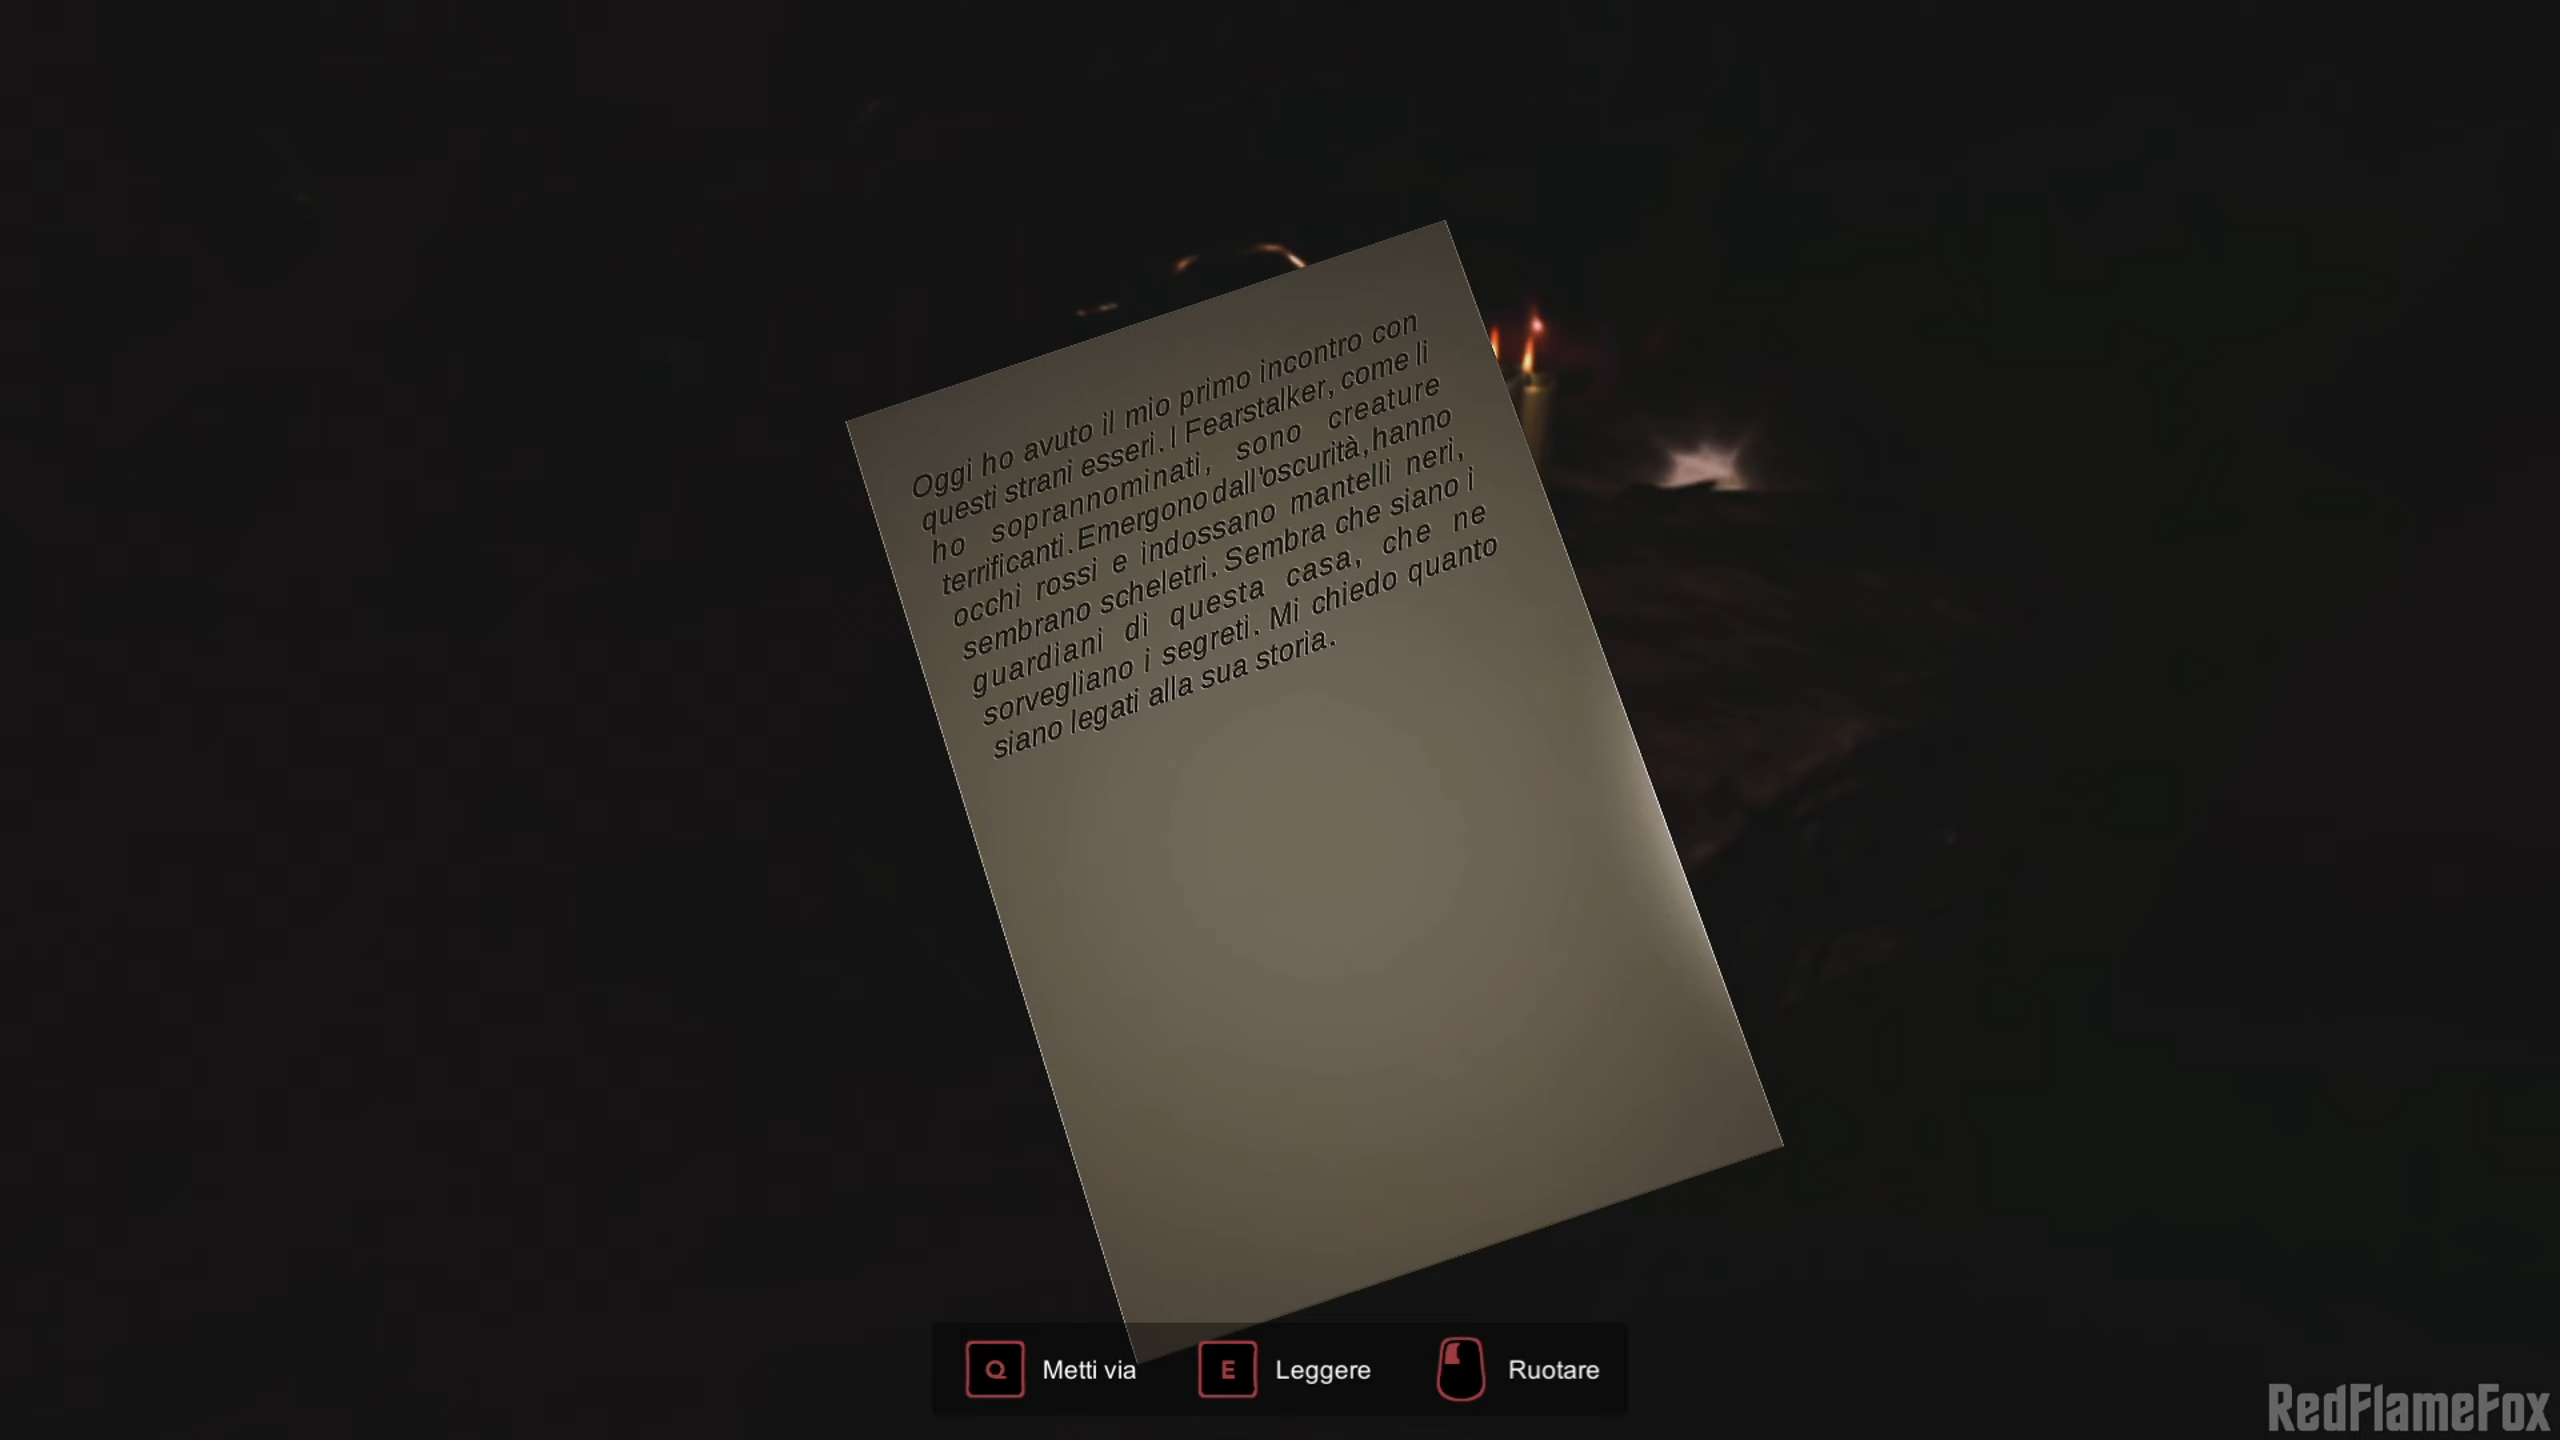 Oggi ho avuto il mio primo incontro con
questi strani esseri. I Fearstalker, come li
ho soprannominati, sono creature
terrificanti. Emergono dall'oscurità, hanno
occhi rossi e indossano mantelli neri,
sembrano scheletri. Sembra che siano i
guardiani di questa casa, che ne
sorvegliano i segreti. Mi chiedo quanto
siano legati alla sua storia.
Q Metti via E Leggere Ruotare
RedFlameFox